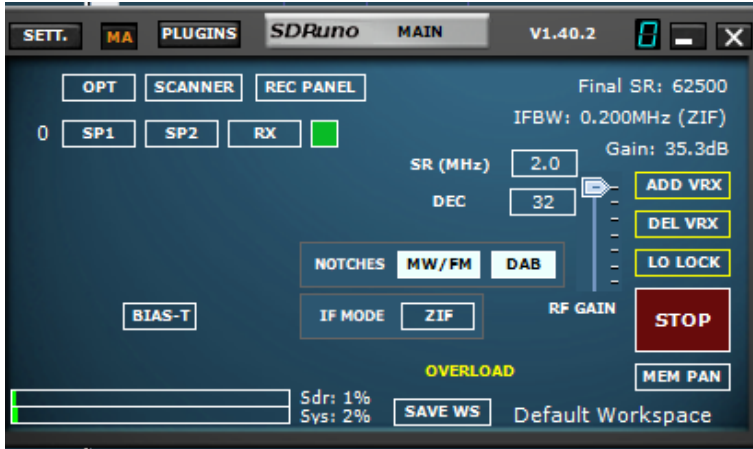 SETT. MA PLUGINS SDRuno MAIN V1.40.2
OPT SCANNER REC PANEL Final SR: 62500
IFBW: 0.200MHz (ZIF)
0 SP1 SP2 RX
Gain: 35.3dB
SR (MHz) 2.0
ADD VRX
DEC 32
DEL VRX
NOTCHES MW/FM DAB LO LOCK
BIAS-T IF MODE ZIF RF GAIN STOP
OVERLOAD
MEM PAN
Sdr: 1%
Sys: 2% SAVE WS Default Workspace